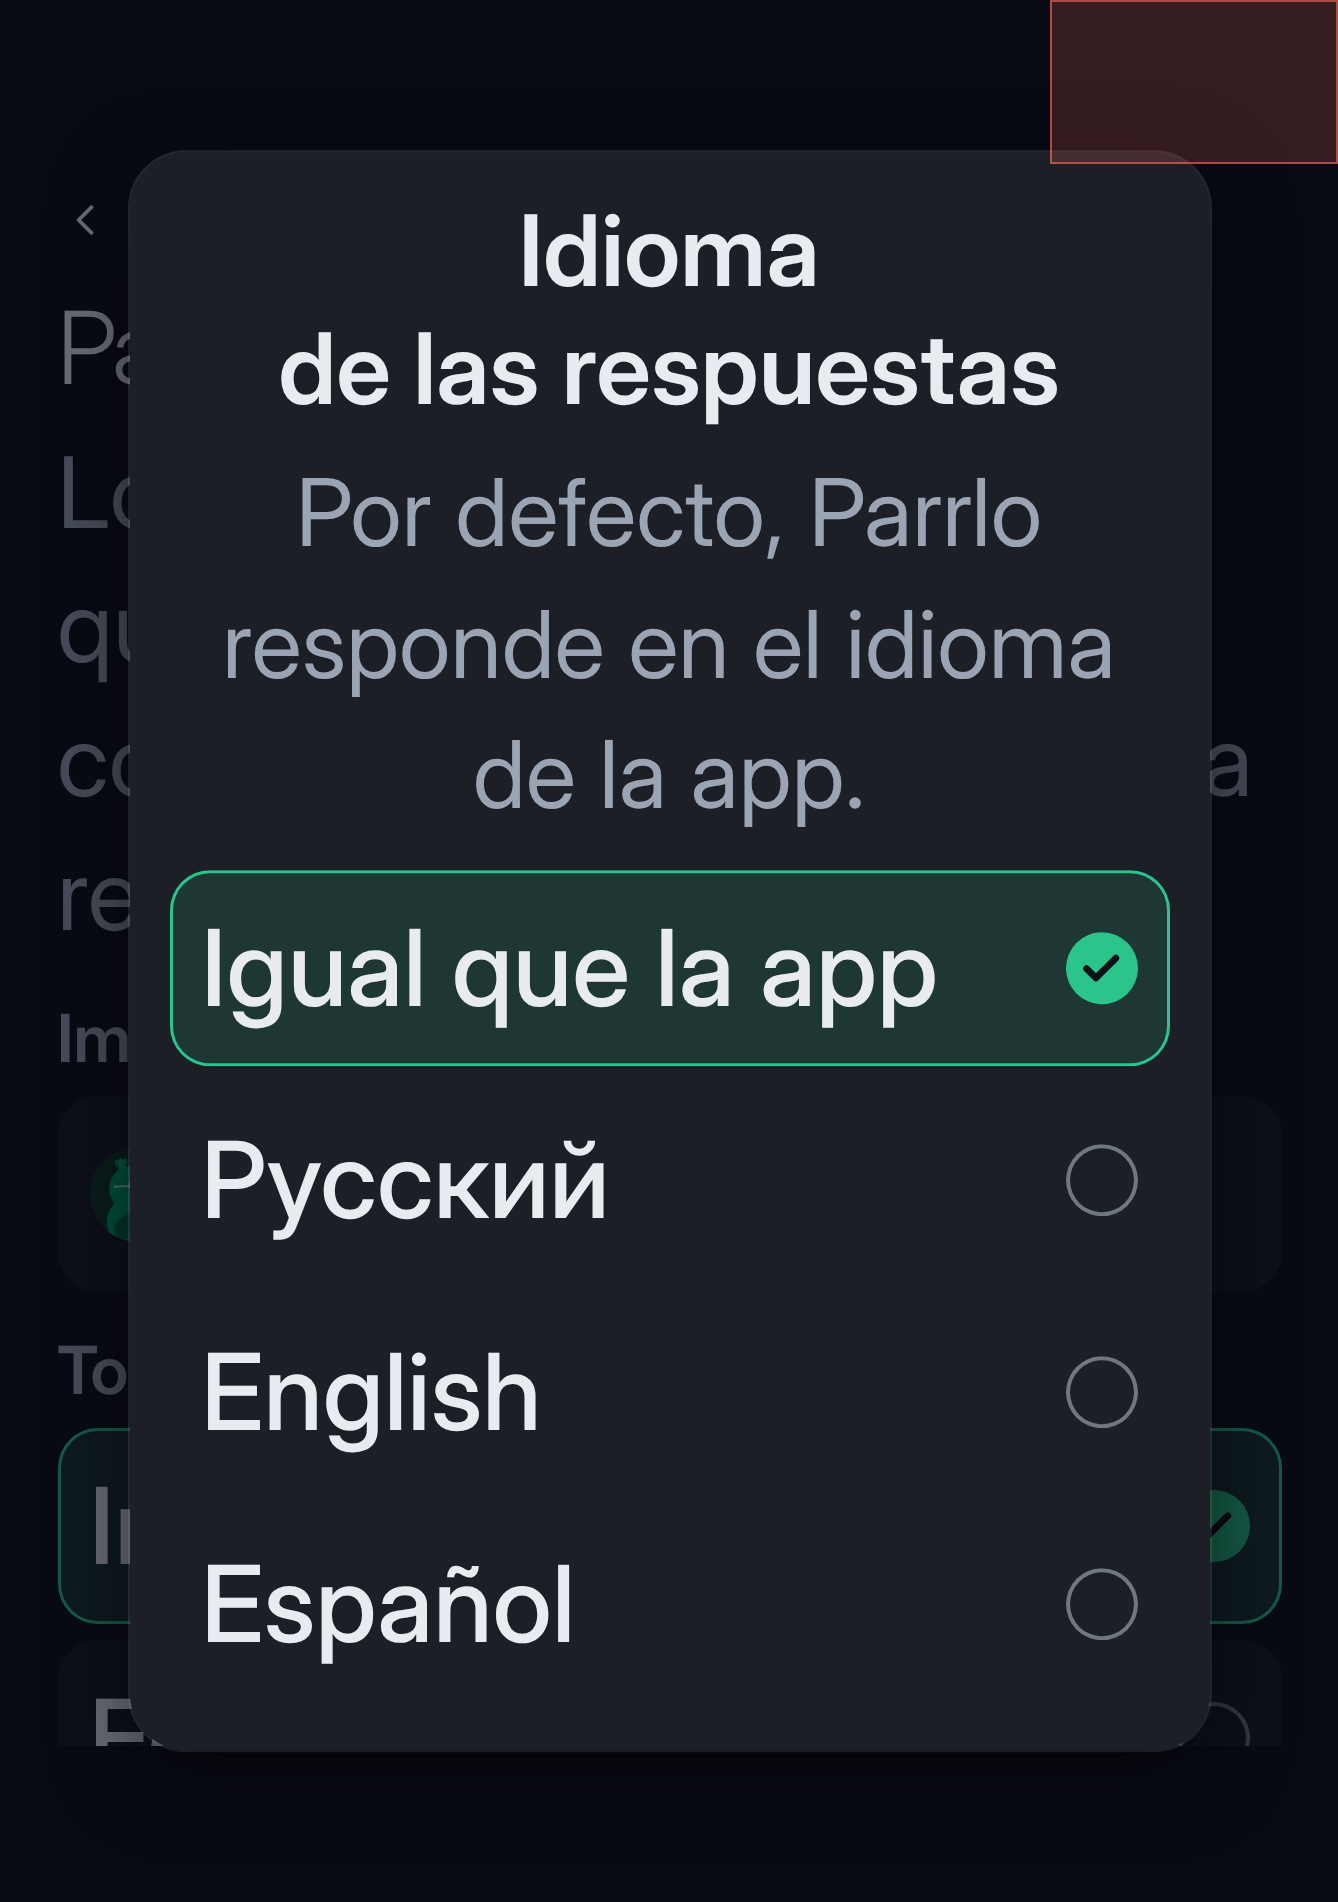 Idioma
de las respuestas
Por defecto, Parrlo
responde en el idioma
de la app.
Igual que la app
Русский
English
Español